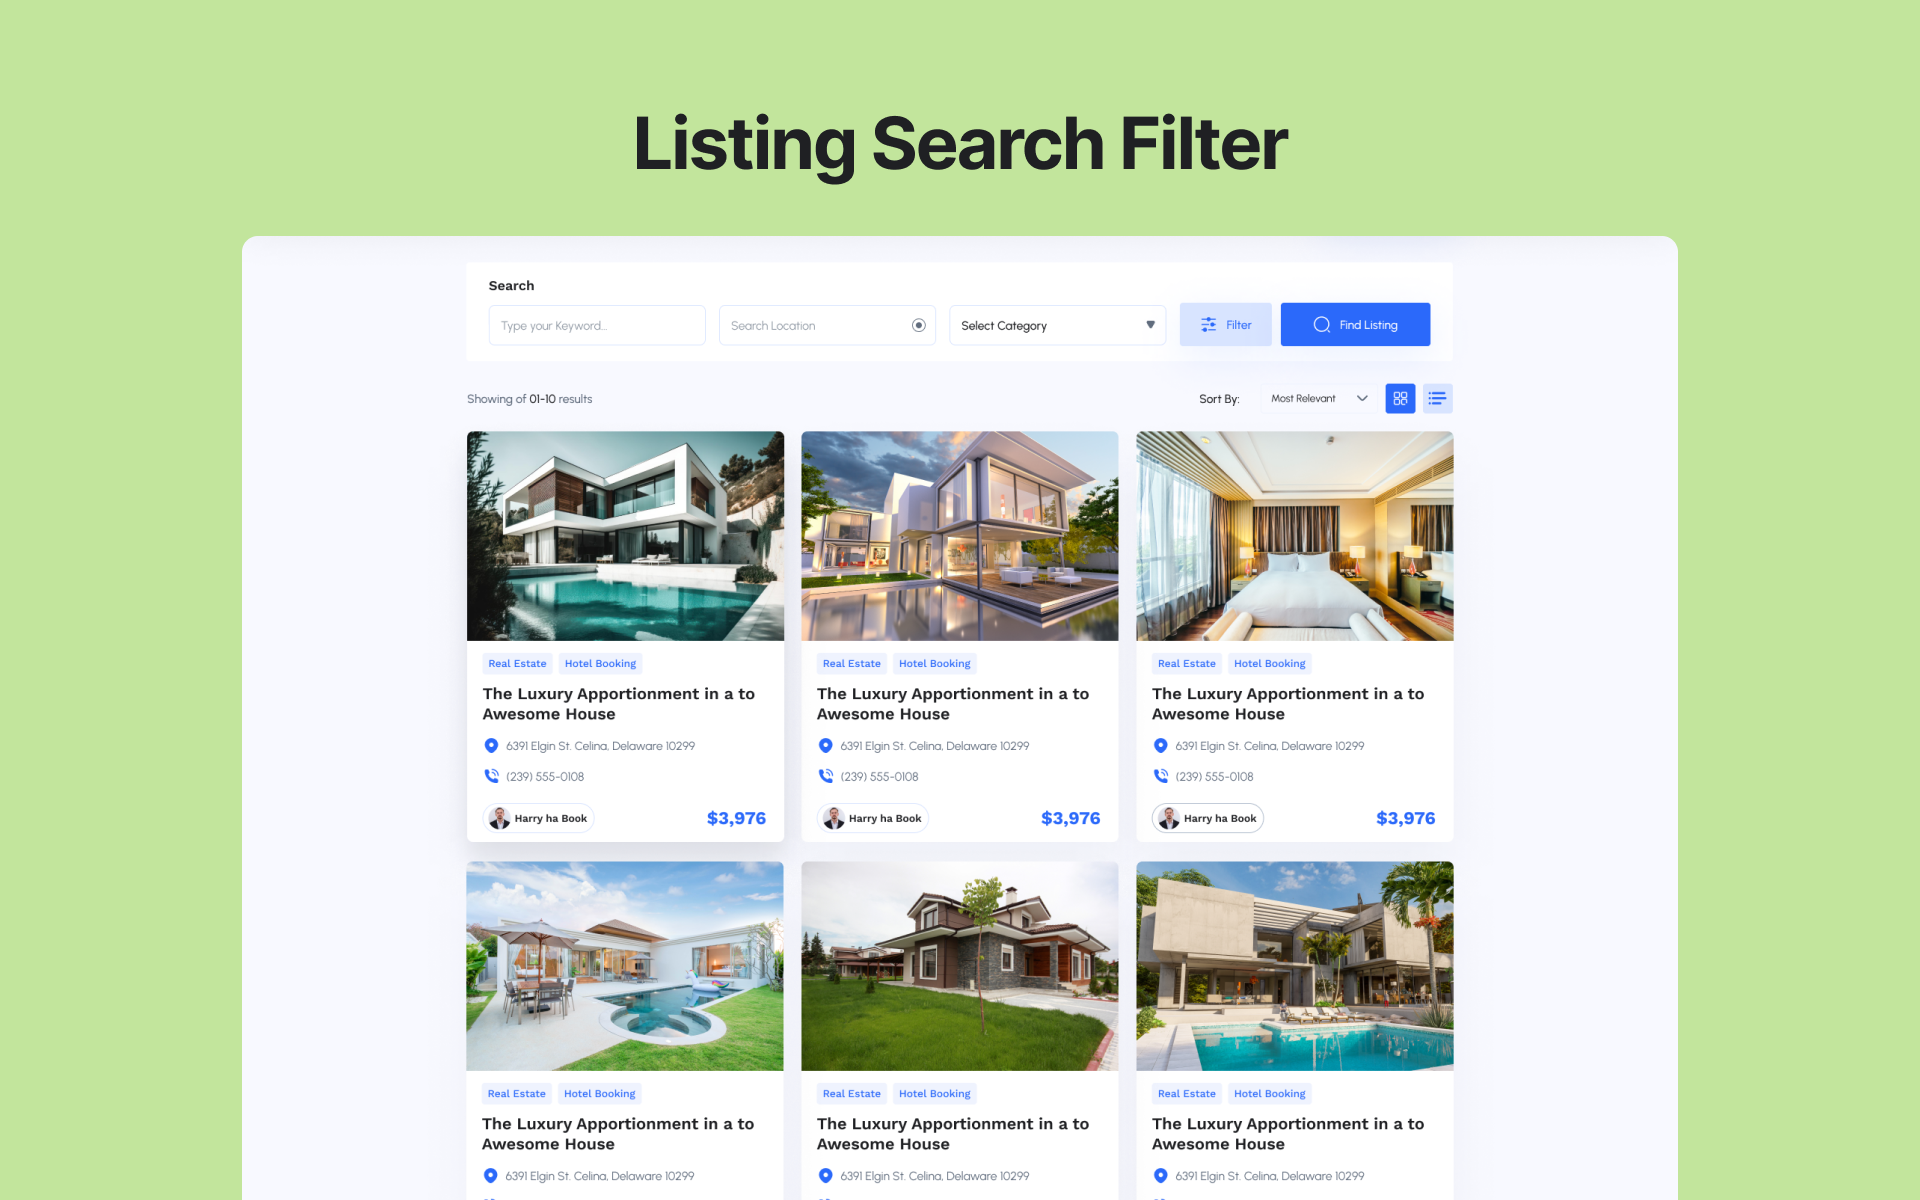 Listing Search Filter
Search
Type your Keyword...
Search Location
Select Category
Filter
Find Listing
Showing of 01-10 results
Sort By:
Most Relevant
Real Estate
Hotel Booking
The Luxury Apportionment in a to
Awesome House
6391 Elgin St. Celina, Delaware 10299
(239) 555-0108
Harry ha Book
$3,976
Real Estate
Hotel Booking
The Luxury Apportionment in a to
Awesome House
6391 Elgin St. Celina, Delaware 10299
(239) 555-0108
Harry ha Book
$3,976
Real Estate
Hotel Booking
The Luxury Apportionment in a to
Awesome House
6391 Elgin St. Celina, Delaware 10299
(239) 555-0108
Harry ha Book
$3,976
Real Estate
Hotel Booking
The Luxury Apportionment in a to
Awesome House
6391 Elgin St. Celina, Delaware 10299
Real Estate
Hotel Booking
The Luxury Apportionment in a to
Awesome House
6391 Elgin St. Celina, Delaware 10299
Real Estate
Hotel Booking
The Luxury Apportionment in a to
Awesome House
6391 Elgin St. Celina, Delaware 10299